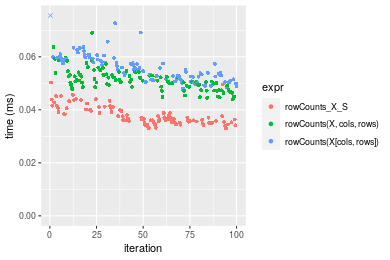 0.06
0.04
0.02
0.00
time (ms)
0
25
50
75
100
iteration
expr
rowCounts_X_S
rowCounts(X, cols, rows)
rowCounts(X[cols, rows])